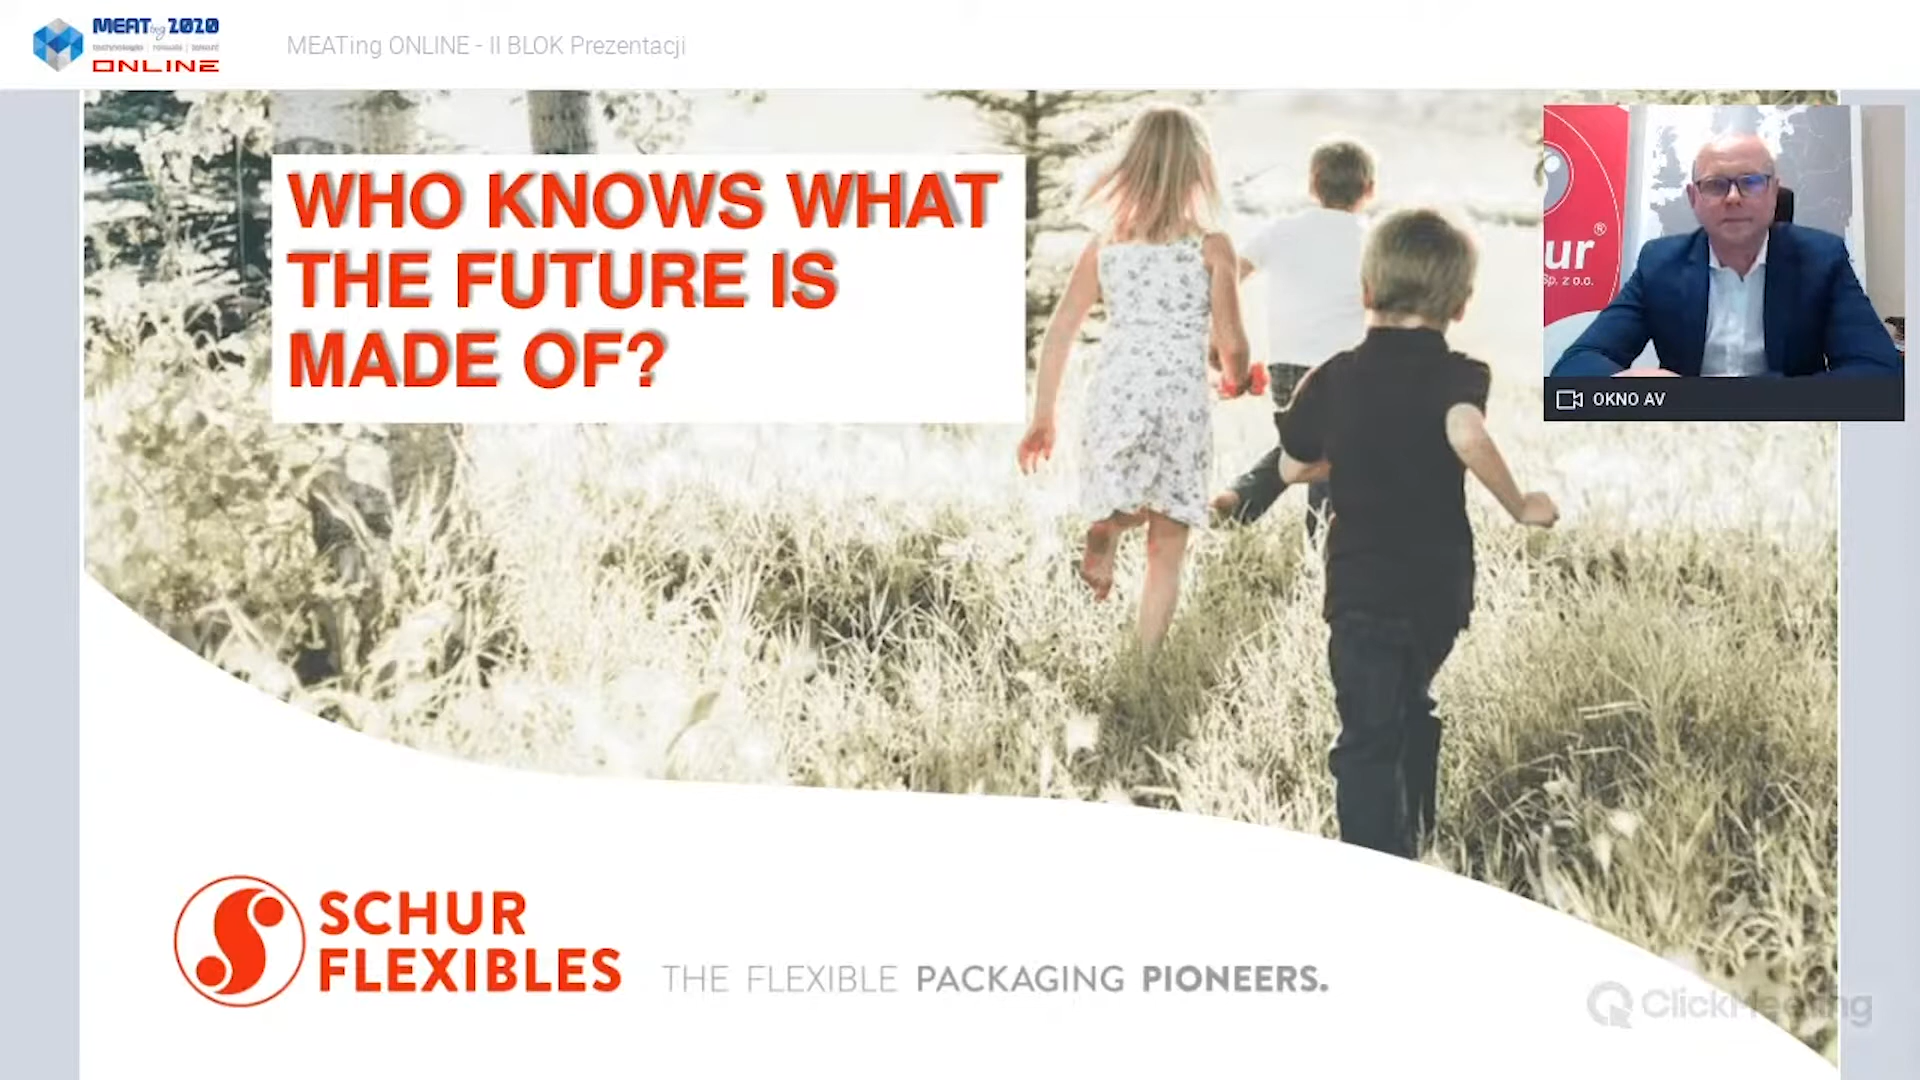 MEATing 2020
ONLINE
MEATing ONLINE - II BLOK Prezentacji
WHO KNOWS WHAT
THE FUTURE IS
MADE OF?
ur®
Sp. z o.o.
OKNO AV
SCHUR
FLEXIBLES
THE FLEXIBLE PACKAGING PIONEERS.
ClickMeeting